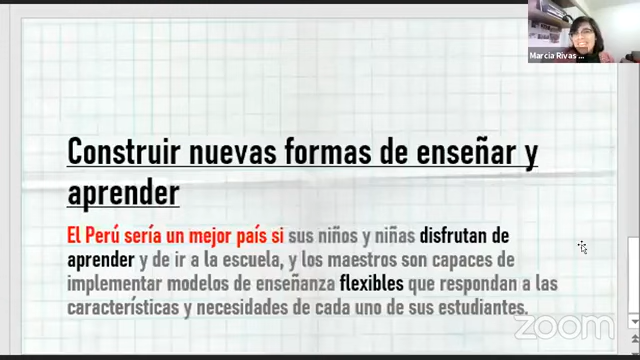 Marcia Rivas ...
Construir nuevas formas de enseñar y
aprender
El Perú sería un mejor país si sus niños y niñas disfrutan de
aprender y de ir a la escuela, y los maestros son capaces de
implementar modelos de enseñanza flexibles que respondan a las
características y necesidades de cada uno de sus estudiantes.
zoom